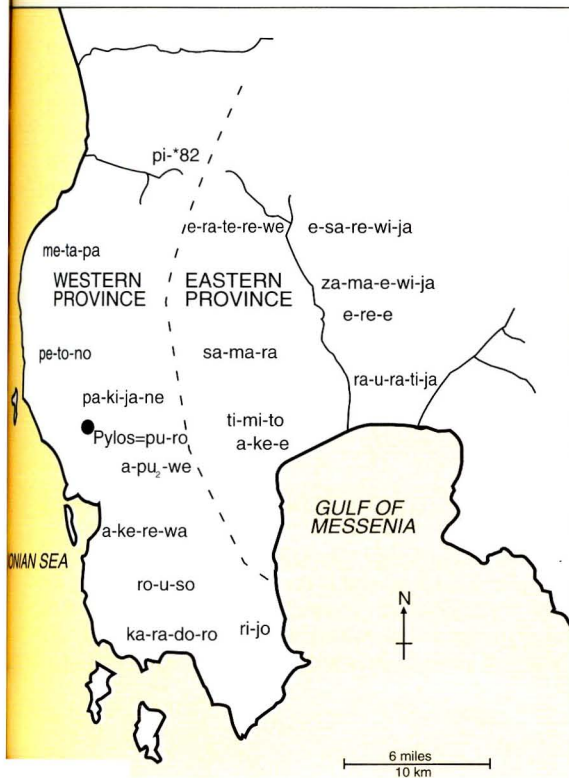 pi-*82
e-ra-te-re-we
e-sa-re-wi-ja
me-ta-pa
WESTERN
PROVINCE
EASTERN
PROVINCE
za-ma-e-wi-ja
e-re-e
pe-to-no
sa-ma-ra
ra-u-ra-ti-ja
pa-ki-ja-ne
ti-mi-to
a-ke-e
Pylos=pu-ro
a-pu₂-we
GULF OF
MESSENIA
a-ke-re-wa
ONIAN SEA
ro-u-so
ka-ra-do-ro
ri-jo
N
6 miles
10 km